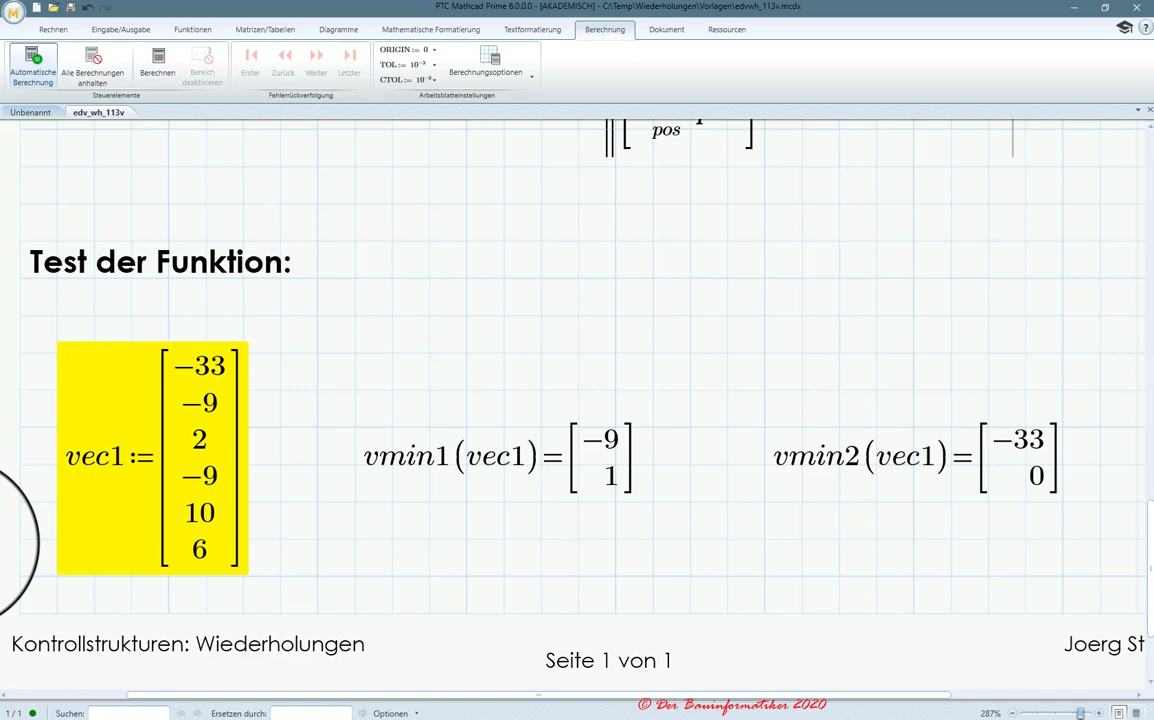 PTC Mathcad Prime 6.0.0.0 - [AKADEMISCH] - C:\Temp\Wiederholungen\Vorlagen\edvwh_113v.mcdx
Rechnen Eingabe/Ausgabe Funktionen Matrizen/Tabellen Diagramme Mathematische Formatierung Textformatierung Berechnung Dokument Ressourcen
Automatische Berechnung
Alle Berechnungen anhalten
Berechnen
Bereich deaktivieren
Erster Zurück Weiter Letzter
ORIGIN := 0
TOL := 10⁻³
CTOL := 10⁻³
Berechnungsoptionen
Steuerelemente Fehlerrückverfolgung Arbeitsblatteinstellungen
Unbenannt edv_wh_113v
pos
Test der Funktion:
vec1 := [−33 −9 2 −9 10 6]
vmin1(vec1) = [−9 1]
vmin2(vec1) = [−33 0]
Kontrollstrukturen: Wiederholungen
Seite 1 von 1
Joerg St
© Der Bauinformatiker 2020
1 / 1 Suchen: Ersetzen durch: Optionen 287%